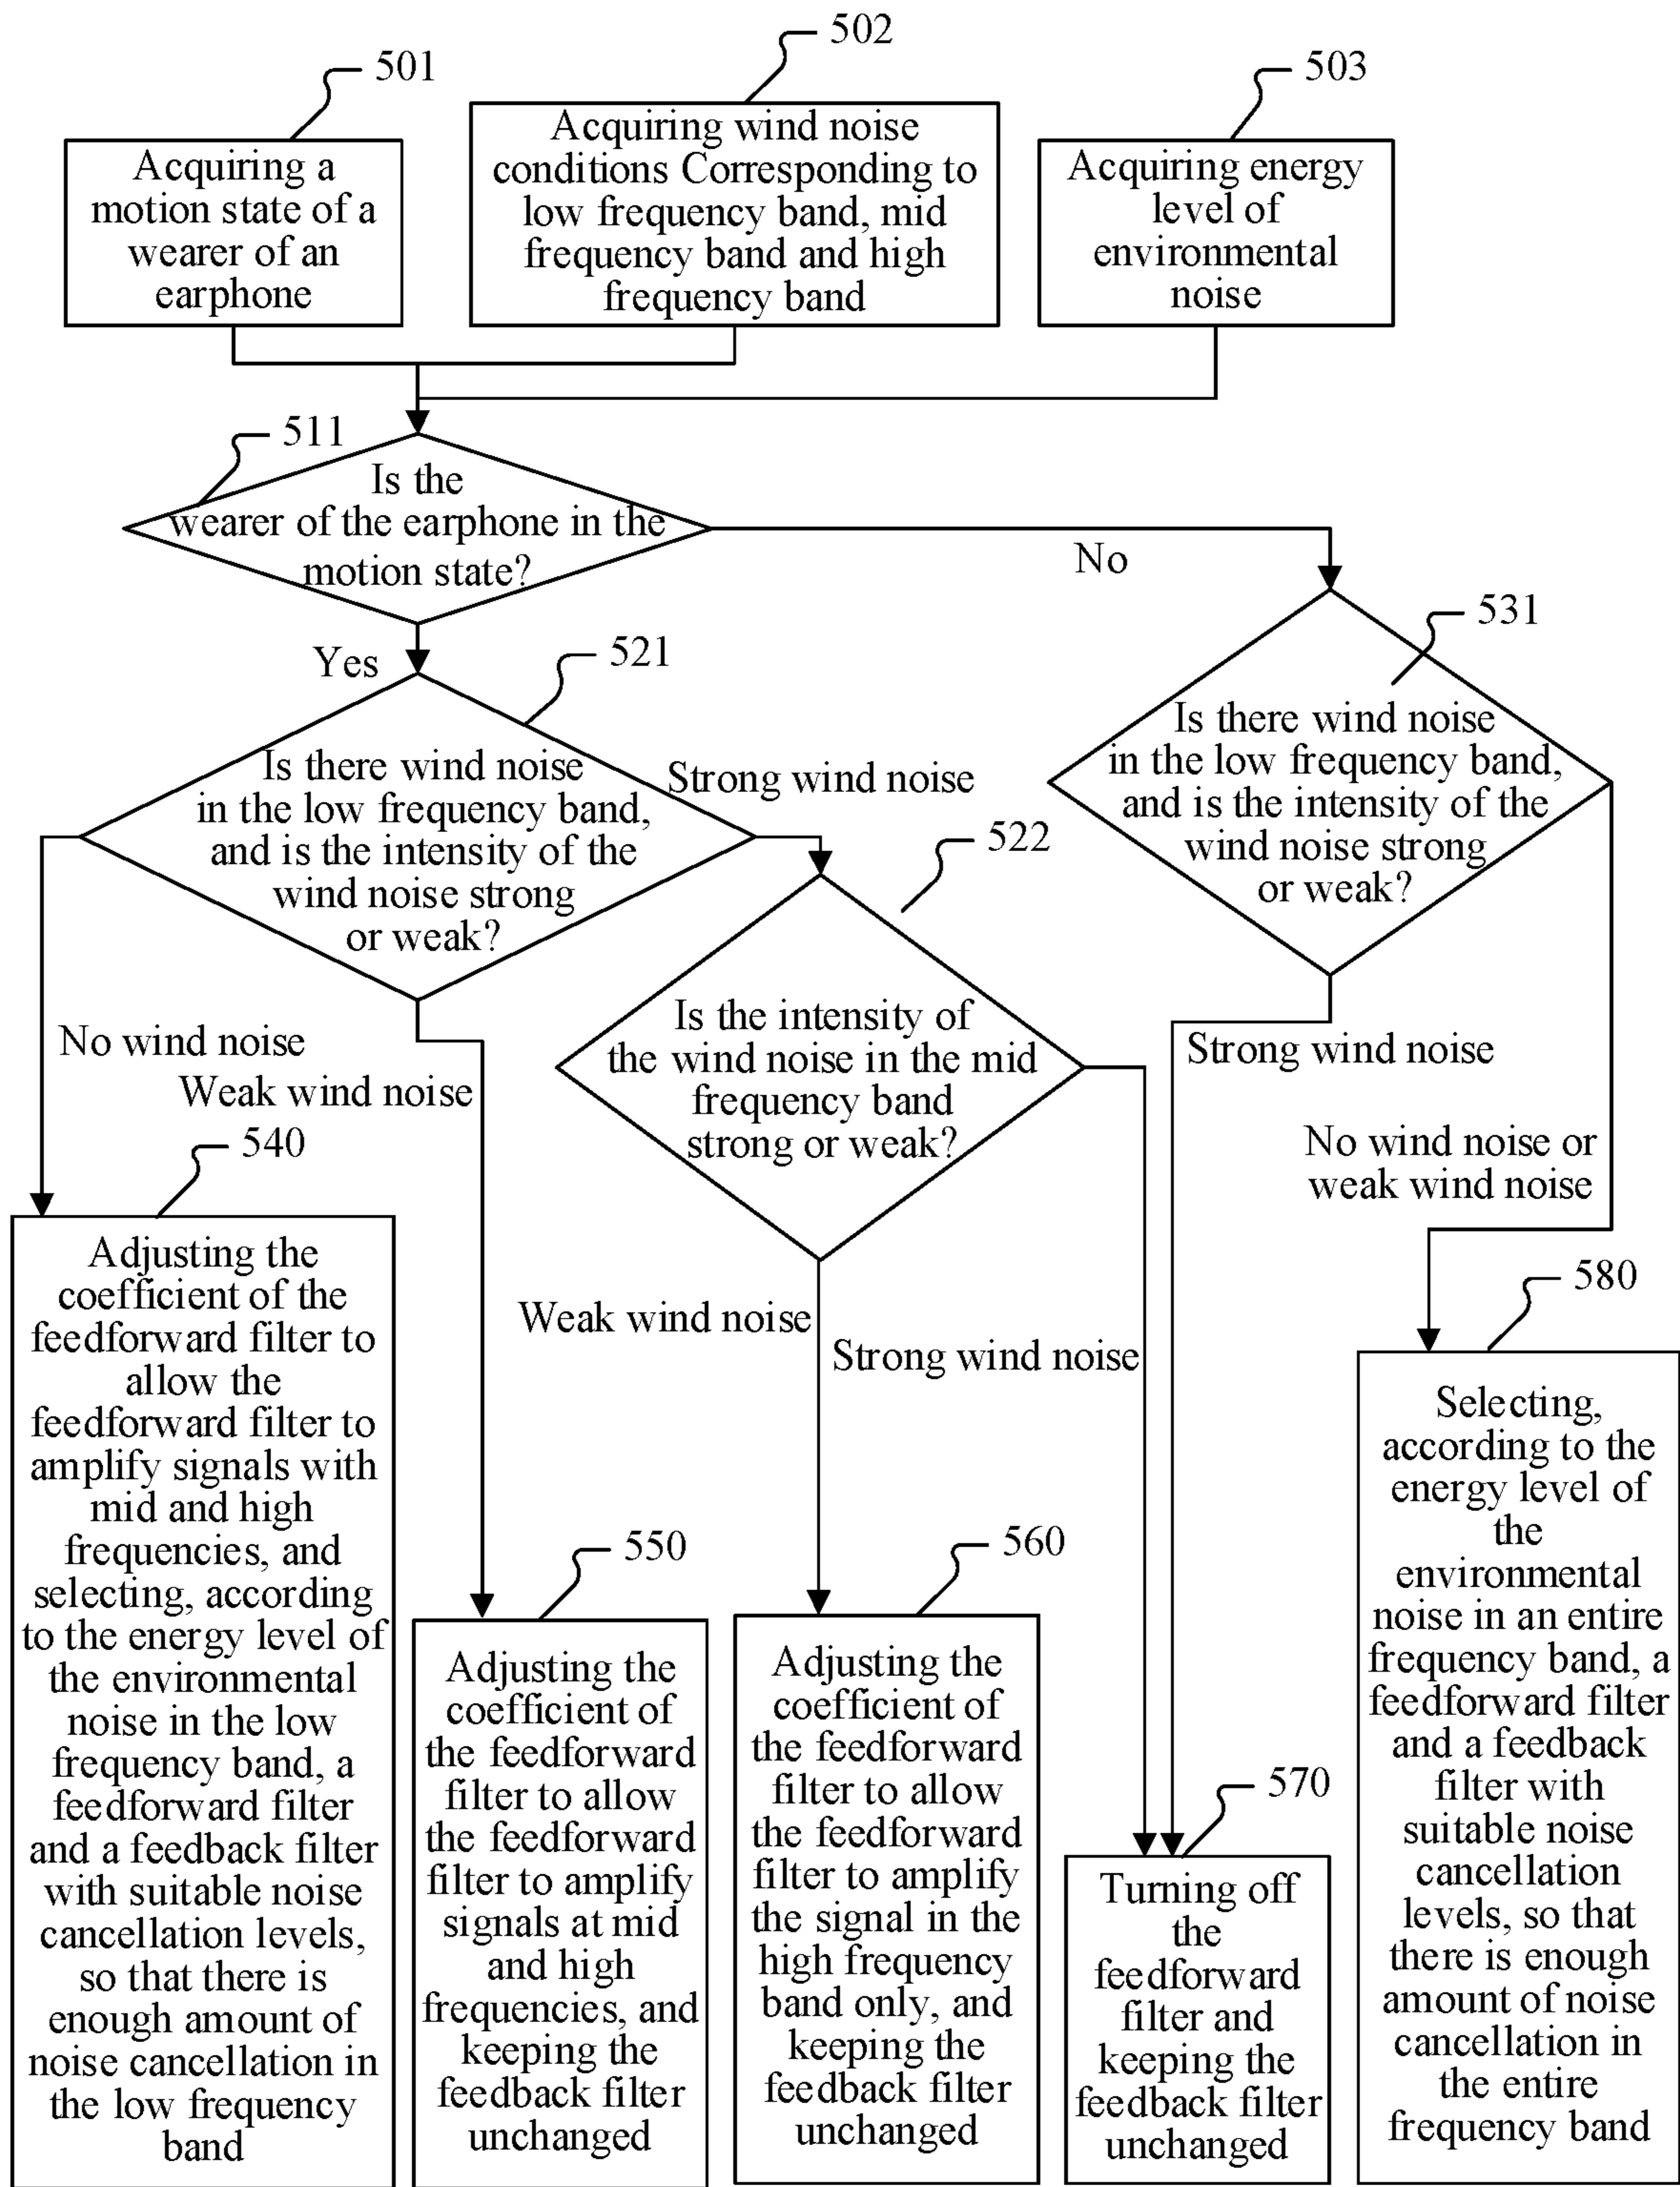 501
Acquiring a
motion state of a
wearer of an
earphone
502
Acquiring wind noise
conditions Corresponding to
low frequency band, mid
frequency band and high
frequency band
503
Acquiring energy
level of
environmental
noise
511
Is the
wearer of the earphone in the
motion state?
No
Yes
521
Is there wind noise
in the low frequency band,
and is the intensity of the
wind noise strong
or weak?
Strong wind noise
531
Is there wind noise
in the low frequency band,
and is the intensity of the
wind noise strong
or weak?
522
Is the intensity of
the wind noise in the mid
frequency band
strong or weak?
No wind noise
Weak wind noise
Strong wind noise
No wind noise or
weak wind noise
Weak wind noise
Strong wind noise
540
Adjusting the
coefficient of the
feedforward filter to
allow the
feedforward filter to
amplify signals with
mid and high
frequencies, and
selecting, according
to the energy level of
the environmental
noise in the low
frequency band, a
feedforward filter
and a feedback filter
with suitable noise
cancellation levels,
so that there is
enough amount of
noise cancellation in
the low frequency
band
550
Adjusting the
coefficient of
the feedforward
filter to allow
the feedforward
filter to amplify
signals at mid
and high
frequencies, and
keeping the
feedback filter
unchanged
560
Adjusting the
coefficient of
the feedforward
filter to allow
the feedforward
filter to amplify
the signal in the
high frequency
band only, and
keeping the
feedback filter
unchanged
570
Turning off
the
feedforward
filter and
keeping the
feedback filter
unchanged
580
Selecting,
according to the
energy level of
the
environmental
noise in an entire
frequency band, a
feedforward filter
and a feedback
filter with
suitable noise
cancellation
levels, so that
there is enough
amount of noise
cancellation in
the entire
frequency band